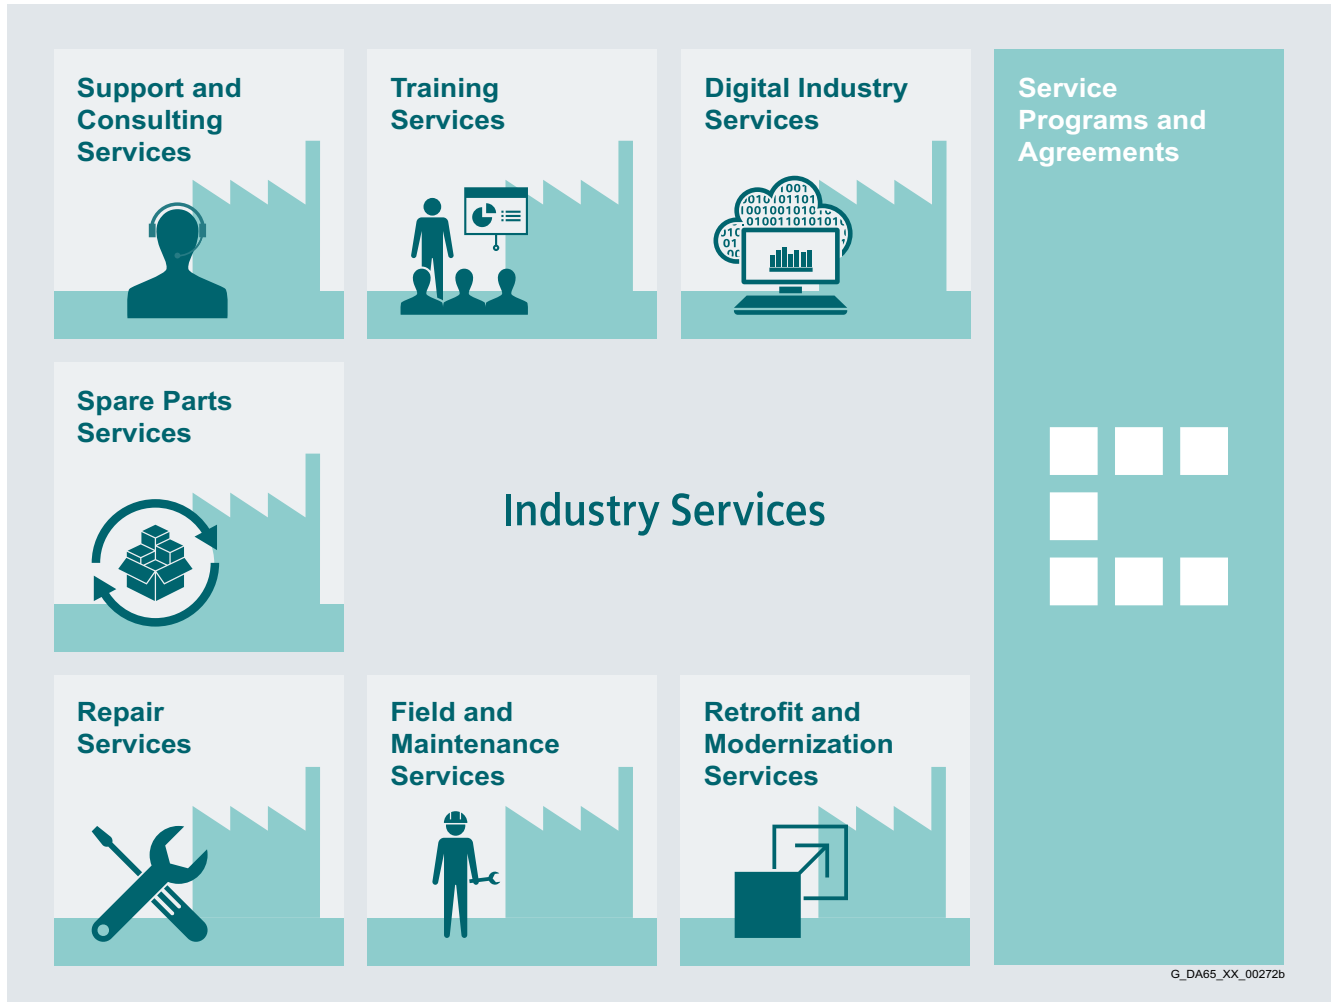 Support and
Consulting
Services
Training
Services
Digital Industry
Services
1001
Service
Programs and
Agreements
Spare Parts
Services
Industry Services
Repair
Services
Field and
Maintenance
Services
Retrofit and
Modernization
Services
G_DA65_XX_00272b